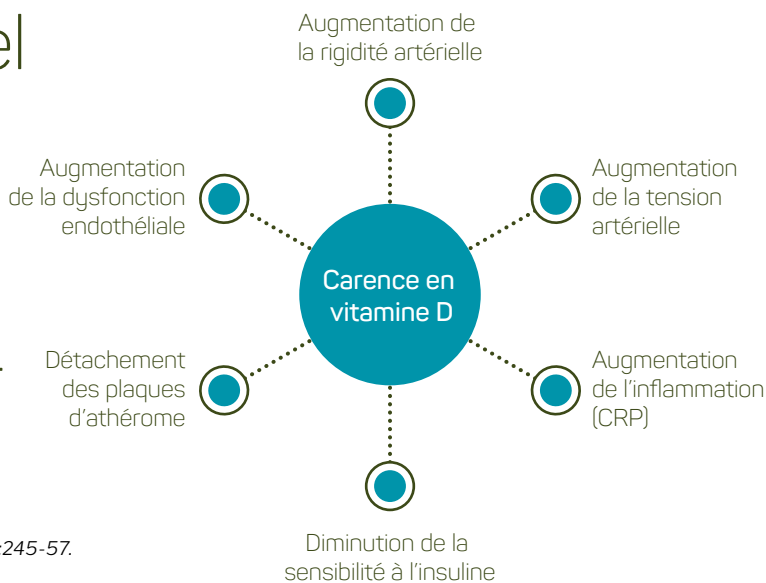 el
Augmentation de
la rigidité artérielle
Augmentation
de la dysfonction
endothéliale
Augmentation
de la tension
artérielle
Carence en
vitamine D
Détachement
des plaques
d'athérome
Augmentation
de l'inflammation
(CRP)
:245-57.
Diminution de la
sensibilité à l'insuline